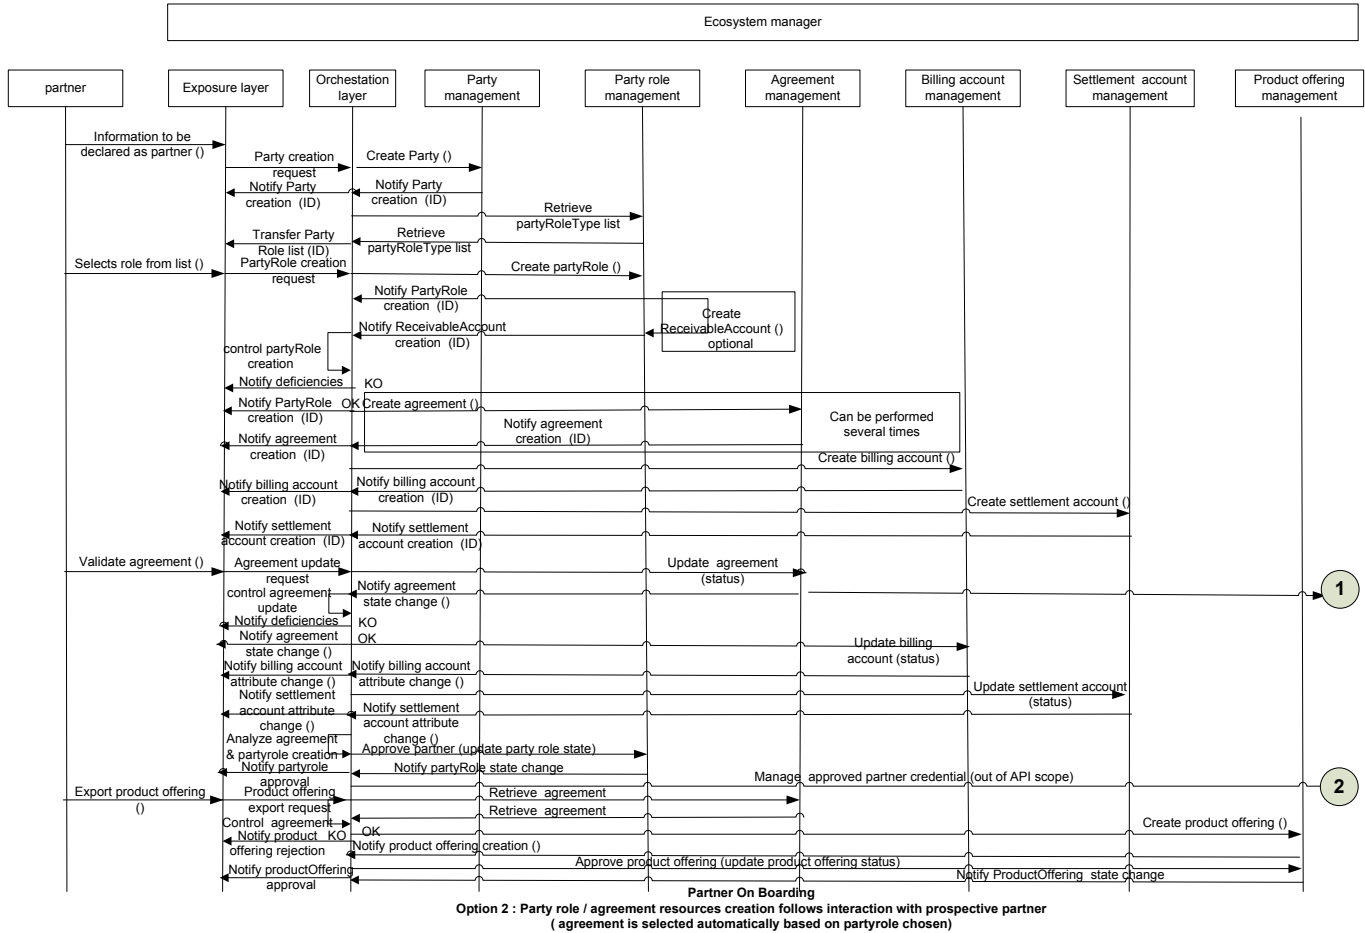 Ecosystem manager
partner
Exposure layer
Orchestation
layer
Party
management
Party role
management
Agreement
management
Billing account
management
Settlement account
management
Product offering
management
Information to be
declared as partner ()
Party creation
request
Create Party ()
Notify Party
creation (ID)
Notify Party
creation (ID)
Retrieve
partyRoleType list
Transfer Party
Role list (ID)
Retrieve
partyRoleType list
Selects role from list ()
PartyRole creation
request
Create partyRole ()
Notify PartyRole
creation (ID)
Create
ReceivableAccount ()
optional
Notify ReceivableAccount
creation (ID)
control partyRole
creation
Notify deficiencies
KO
Notify PartyRole
creation (ID)
OK
Create agreement ()
Can be performed
several times
Notify agreement
creation (ID)
Notify agreement
creation (ID)
Create billing account ()
Notify billing account
creation (ID)
Notify billing account
creation (ID)
Create settlement account ()
Notify settlement
account creation (ID)
Notify settlement
account creation (ID)
Validate agreement ()
Agreement update
request
Update agreement
(status)
control agreement
update
Notify agreement
state change ()
1
Notify deficiencies
KO
Notify agreement
state change ()
OK
Update billing
account (status)
Notify billing account
attribute change ()
Notify billing account
attribute change ()
Update settlement account
(status)
Notify settlement
account attribute
change ()
Notify settlement
account attribute
change ()
Analyze agreement
& partyrole creation
Approve partner (update party role state)
Notify partyrole
approval
Notify partyRole state change
Manage approved partner credential (out of API scope)
2
Export product offering
()
Product offering
export request
Retrieve agreement
Retrieve agreement
Control agreement
Notify product
offering rejection
KO
OK
Create product offering ()
Notify product offering creation ()
Approve product offering (update product offering status)
Notify productOffering
approval
Notify ProductOffering state change
Partner On Boarding
Option 2 : Party role / agreement resources creation follows interaction with prospective partner
( agreement is selected automatically based on partyrole chosen)